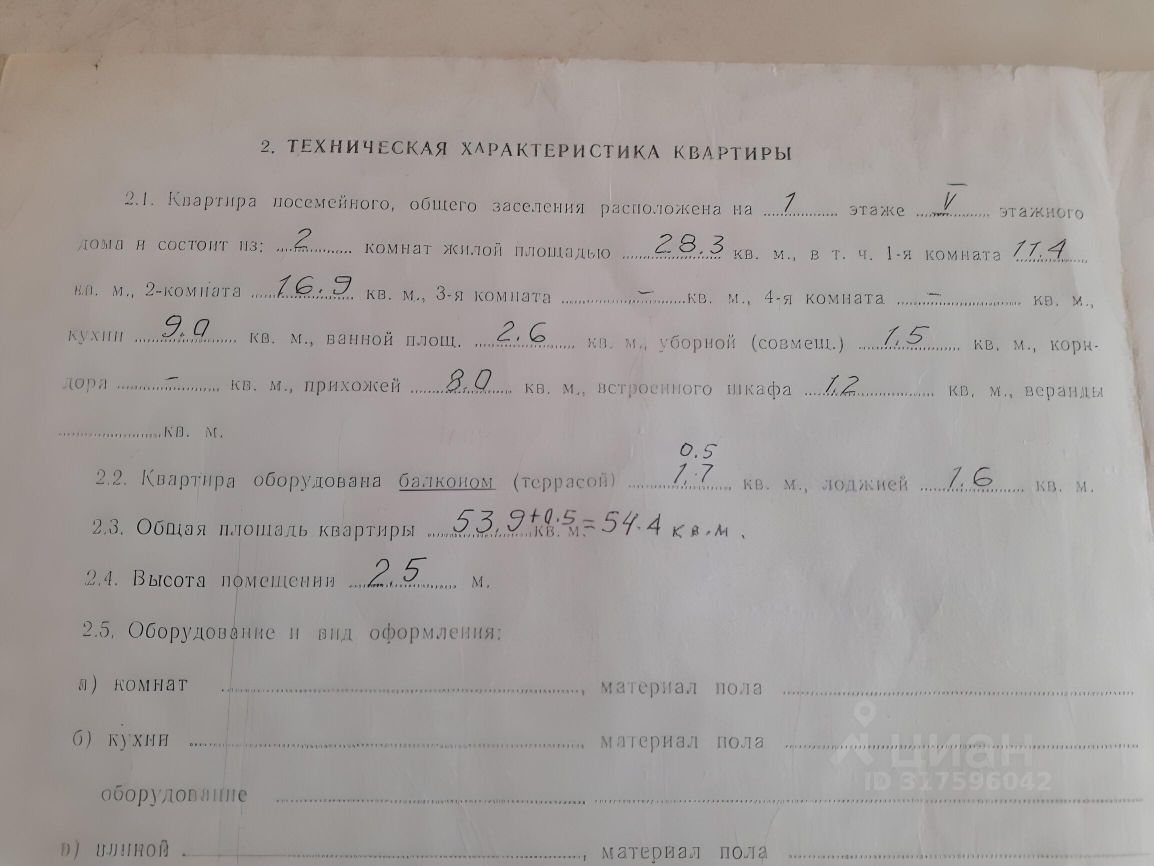 2. ТЕХНИЧЕСКАЯ ХАРАКТЕРИСТИКА КВАРТИРЫ
2.1. Квартира посемейного, общего заселения расположена на 1 этаже V этажного
дома и состоит из: 2 комнат жилой площадью 28.3 кв. м., в т. ч. 1-я комната 11.4
кв. м., 2-комната 16.9 кв. м., 3-я комната – кв. м., 4-я комната – кв. м.,
кухни 9.0 кв. м., ванной площ. 2.6 кв. м., уборной (совмещ.) 1.5 кв. м., кори-
дора – кв. м., прихожей 8.0 кв. м., встроенного шкафа 1.2 кв. м., веранды
кв. м.
0.5
2.2. Квартира оборудована балконом (террасой) 1.7 кв. м., лоджией 1.6 кв. м.
2.3. Общая площадь квартиры 53.9+0.5=54.4 кв.м.
кв. м.
2.4. Высота помещении 2.5 м.
2.5. Оборудование и вид оформления:
а) комнат , материал пола
б) кухни , материал пола
оборудование
в) ванной , материал пола
циан
ID 317596042